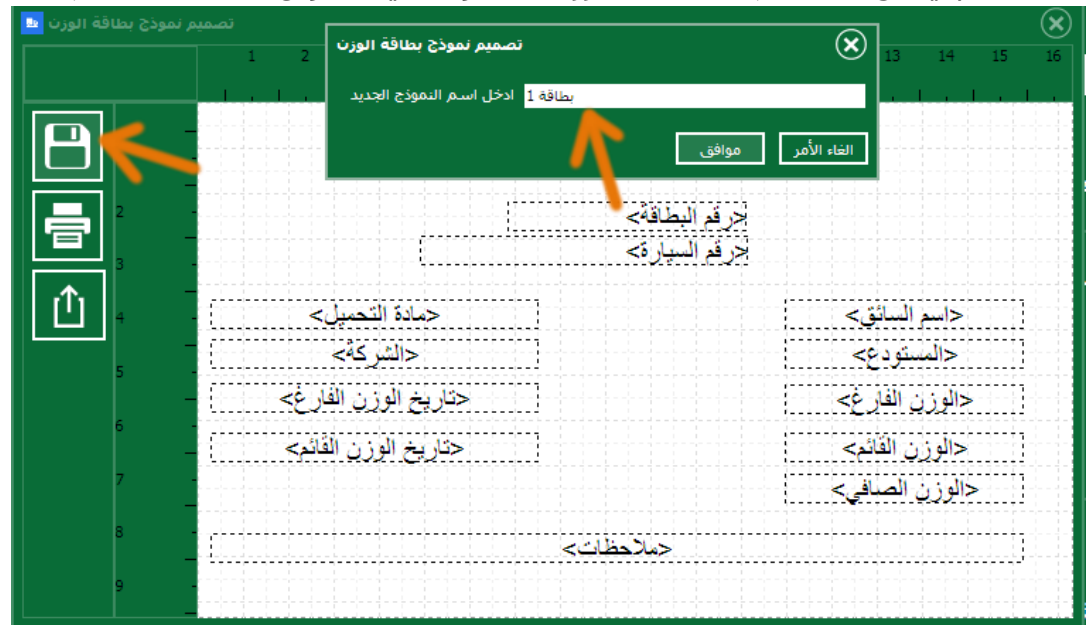 تصميم نموذج بطاقة الوزن
تصميم نموذج بطاقة الوزن
1 2 13 14 15 16
ادخل اسم النموذج الجديد
بطاقة 1
موافق
الغاء الأمر
2
3
4
5
6
7
8
9
<رقم البطاقة>
<رقم السيارة>
<اسم السائق> <مادة التحميل>
<المستودع> <الشركة>
<الوزن الفارغ> <تاريخ الوزن الفارغ>
<الوزن القائم> <تاريخ الوزن القائم>
<الوزن الصافي>
<ملاحظات>